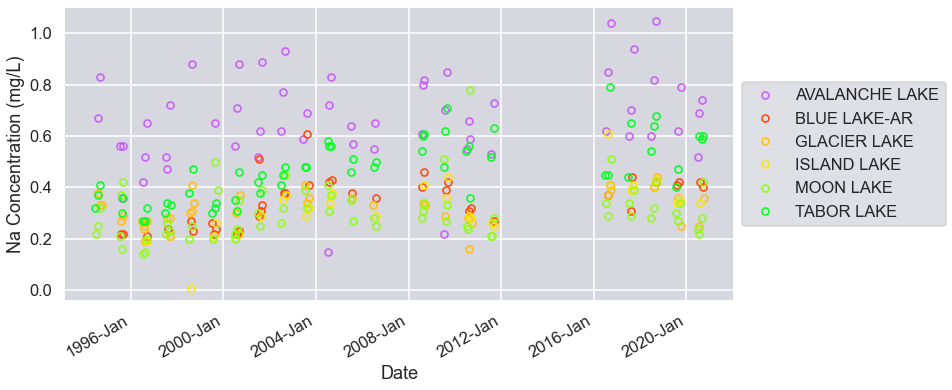 1.0
0.8
0.6
0.4
0.2
0.0
Na Concentration (mg/L)
1996-Jan
2000-Jan
2004-Jan
2008-Jan
2012-Jan
2016-Jan
2020-Jan
Date
AVALANCHE LAKE
BLUE LAKE-AR
GLACIER LAKE
ISLAND LAKE
MOON LAKE
TABOR LAKE